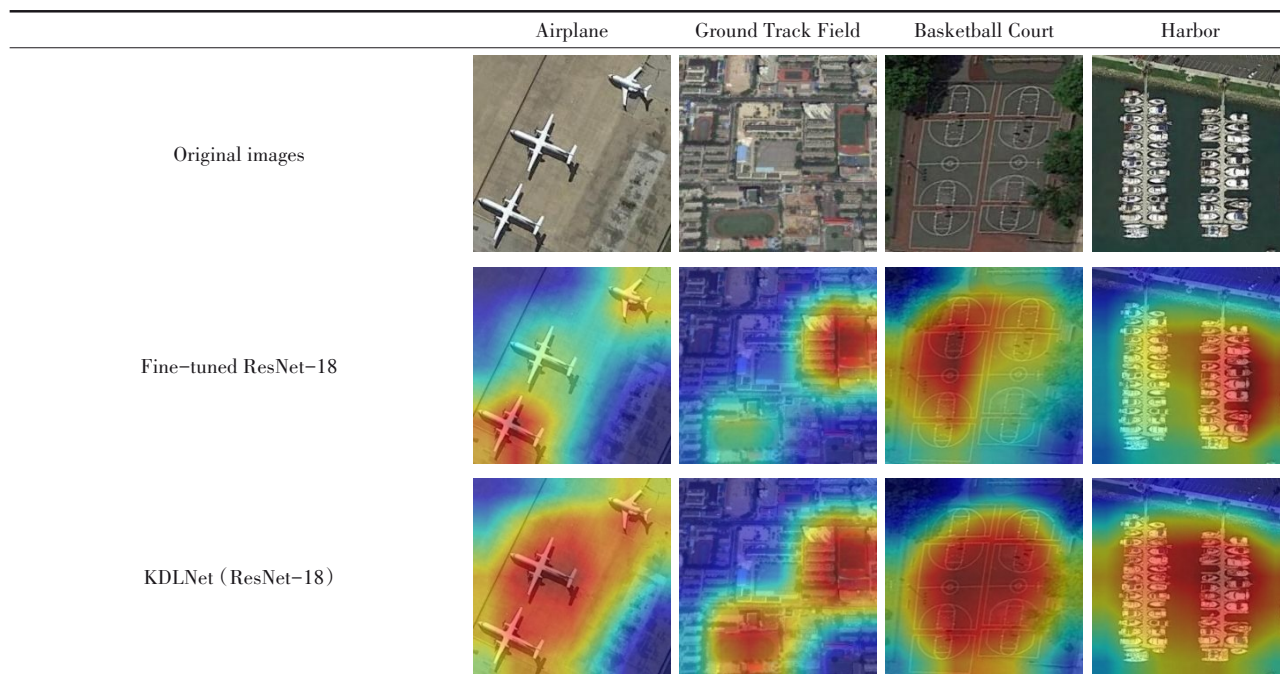 Airplane Ground Track Field Basketball Court Harbor
Original images
Fine-tuned ResNet-18
KDLNet (ResNet-18)